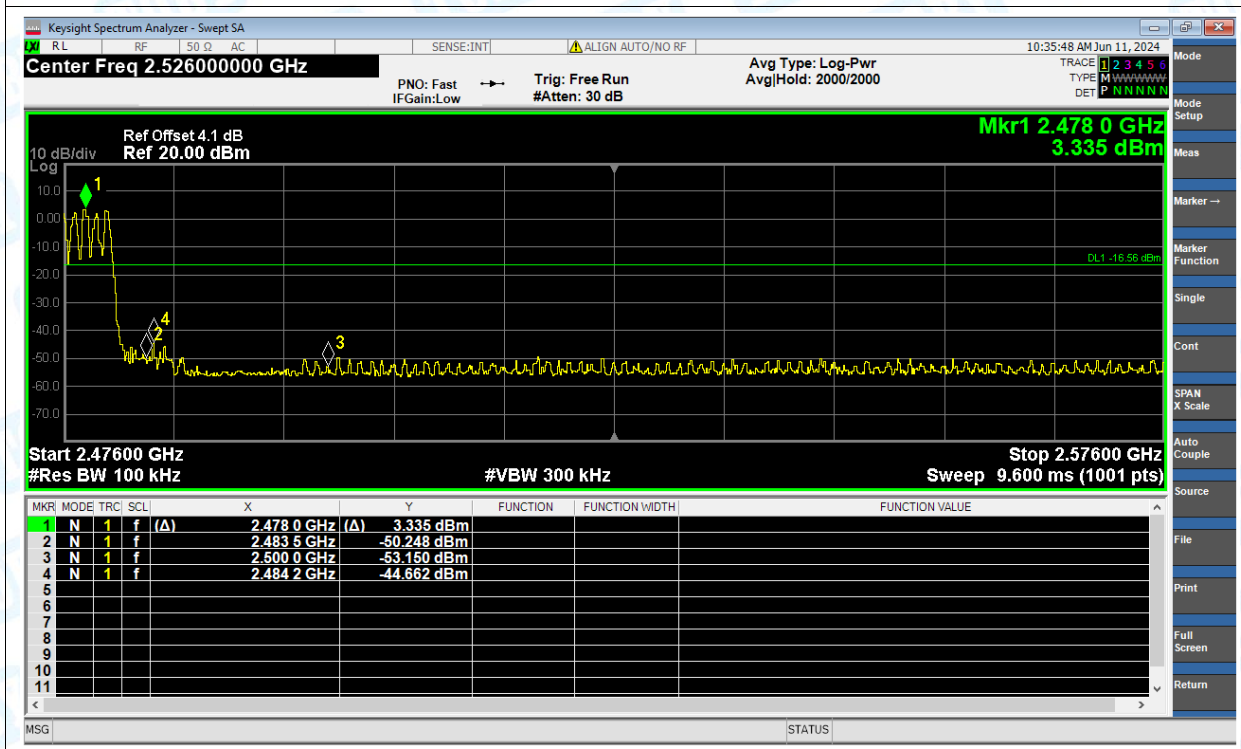 Keysight Spectrum Analyzer - Swept SA
LXI RL RF 50 Ω AC SENSE:INT ALIGN AUTO/NO RF 10:35:48 AM Jun 11, 2024
Center Freq 2.526000000 GHz
PNO: Fast
IFGain:Low
Trig: Free Run
#Atten: 30 dB
Avg Type: Log-Pwr
Avg|Hold: 2000/2000
TRACE 1 2 3 4 5 6
TYPE M WWWWW
DET P N N N N N
Mkr1 2.478 0 GHz
3.335 dBm
Ref Offset 4.1 dB
10 dB/div Ref 20.00 dBm
Log
10.0
0.00
-10.0
-20.0
-30.0
-40.0
-50.0
-60.0
-70.0
1
4
2
3
DL1 -16.56 dBm
Start 2.47600 GHz Stop 2.57600 GHz
#Res BW 100 kHz #VBW 300 kHz Sweep 9.600 ms (1001 pts)
MKR MODE TRC SCL X Y FUNCTION FUNCTION WIDTH FUNCTION VALUE
1 N 1 f (Δ) 2.478 0 GHz (Δ) 3.335 dBm
2 N 1 f 2.483 5 GHz -50.248 dBm
3 N 1 f 2.500 0 GHz -53.150 dBm
4 N 1 f 2.484 2 GHz -44.662 dBm
5
6
7
8
9
10
11
MSG STATUS
Mode
Mode
Setup
Meas
Marker →
Marker
Function
Single
Cont
SPAN
X Scale
Auto
Couple
Source
File
Print
Full
Screen
Return